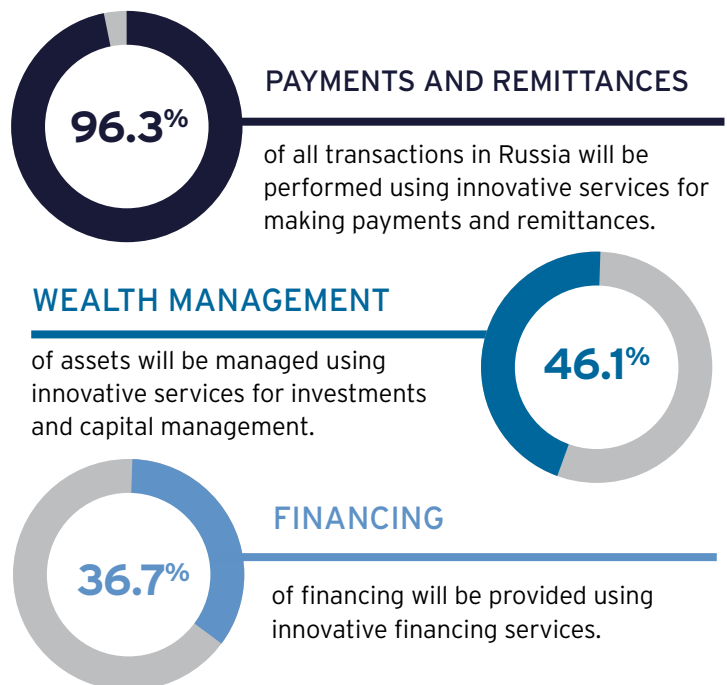 PAYMENTS AND REMITTANCES
96.3%
of all transactions in Russia will be
performed using innovative services for
making payments and remittances.
WEALTH MANAGEMENT
of assets will be managed using
innovative services for investments
and capital management.
46.1%
FINANCING
36.7%
of financing will be provided using
innovative financing services.